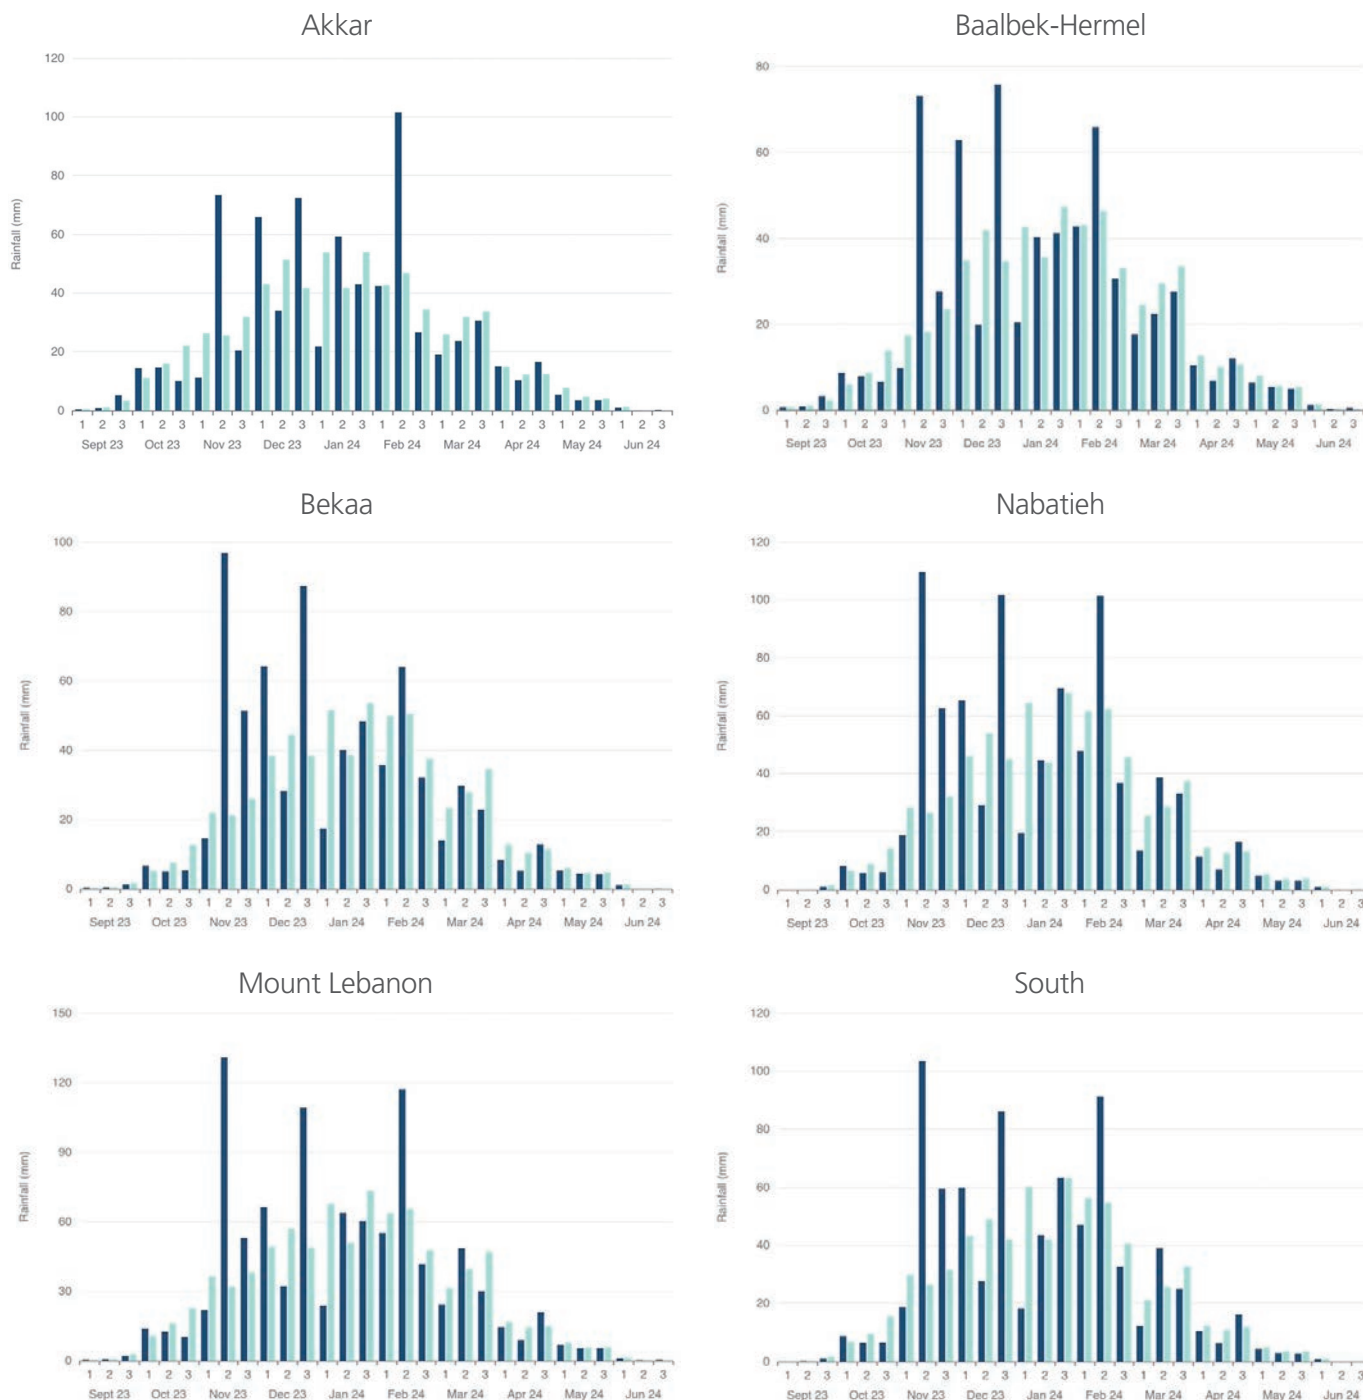 Akkar
120
100
80
60
40
20
0
Rainfall (mm)
1 2 3 1 2 3 1 2 3 1 2 3 1 2 3 1 2 3 1 2 3 1 2 3 1 2 3 1 2 3
Sept 23 Oct 23 Nov 23 Dec 23 Jan 24 Feb 24 Mar 24 Apr 24 May 24 Jun 24
Baalbek-Hermel
80
60
40
20
0
Rainfall (mm)
1 2 3 1 2 3 1 2 3 1 2 3 1 2 3 1 2 3 1 2 3 1 2 3 1 2 3 1 2 3
Sept 23 Oct 23 Nov 23 Dec 23 Jan 24 Feb 24 Mar 24 Apr 24 May 24 Jun 24
Bekaa
100
80
60
40
20
0
Rainfall (mm)
1 2 3 1 2 3 1 2 3 1 2 3 1 2 3 1 2 3 1 2 3 1 2 3 1 2 3 1 2 3
Sept 23 Oct 23 Nov 23 Dec 23 Jan 24 Feb 24 Mar 24 Apr 24 May 24 Jun 24
Nabatieh
120
100
80
60
40
20
0
Rainfall (mm)
1 2 3 1 2 3 1 2 3 1 2 3 1 2 3 1 2 3 1 2 3 1 2 3 1 2 3 1 2 3
Sept 23 Oct 23 Nov 23 Dec 23 Jan 24 Feb 24 Mar 24 Apr 24 May 24 Jun 24
Mount Lebanon
150
120
90
60
30
0
Rainfall (mm)
1 2 3 1 2 3 1 2 3 1 2 3 1 2 3 1 2 3 1 2 3 1 2 3 1 2 3 1 2 3
Sept 23 Oct 23 Nov 23 Dec 23 Jan 24 Feb 24 Mar 24 Apr 24 May 24 Jun 24
South
120
100
80
60
40
20
0
Rainfall (mm)
1 2 3 1 2 3 1 2 3 1 2 3 1 2 3 1 2 3 1 2 3 1 2 3 1 2 3 1 2 3
Sept 23 Oct 23 Nov 23 Dec 23 Jan 24 Feb 24 Mar 24 Apr 24 May 24 Jun 24